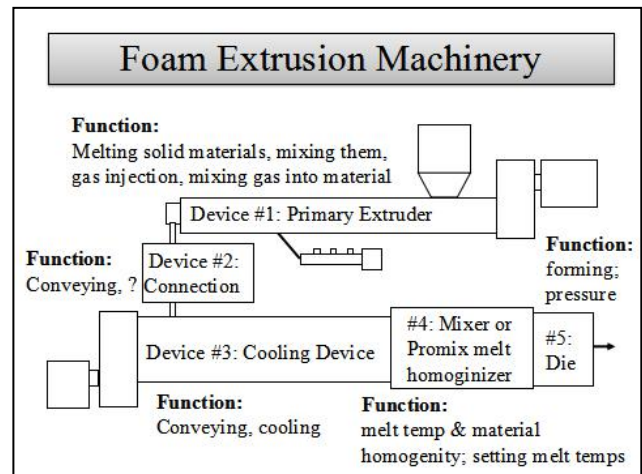 Foam Extrusion Machinery
Function:
Melting solid materials, mixing them,
gas injection, mixing gas into material
Device #1: Primary Extruder
Function:
Conveying, ?
Device #2:
Connection
Function:
forming;
pressure
Device #3: Cooling Device
#4: Mixer or
Promix melt
homoginizer
#5:
Die
Function:
Conveying, cooling
Function:
melt temp & material
homogenity; setting melt temps